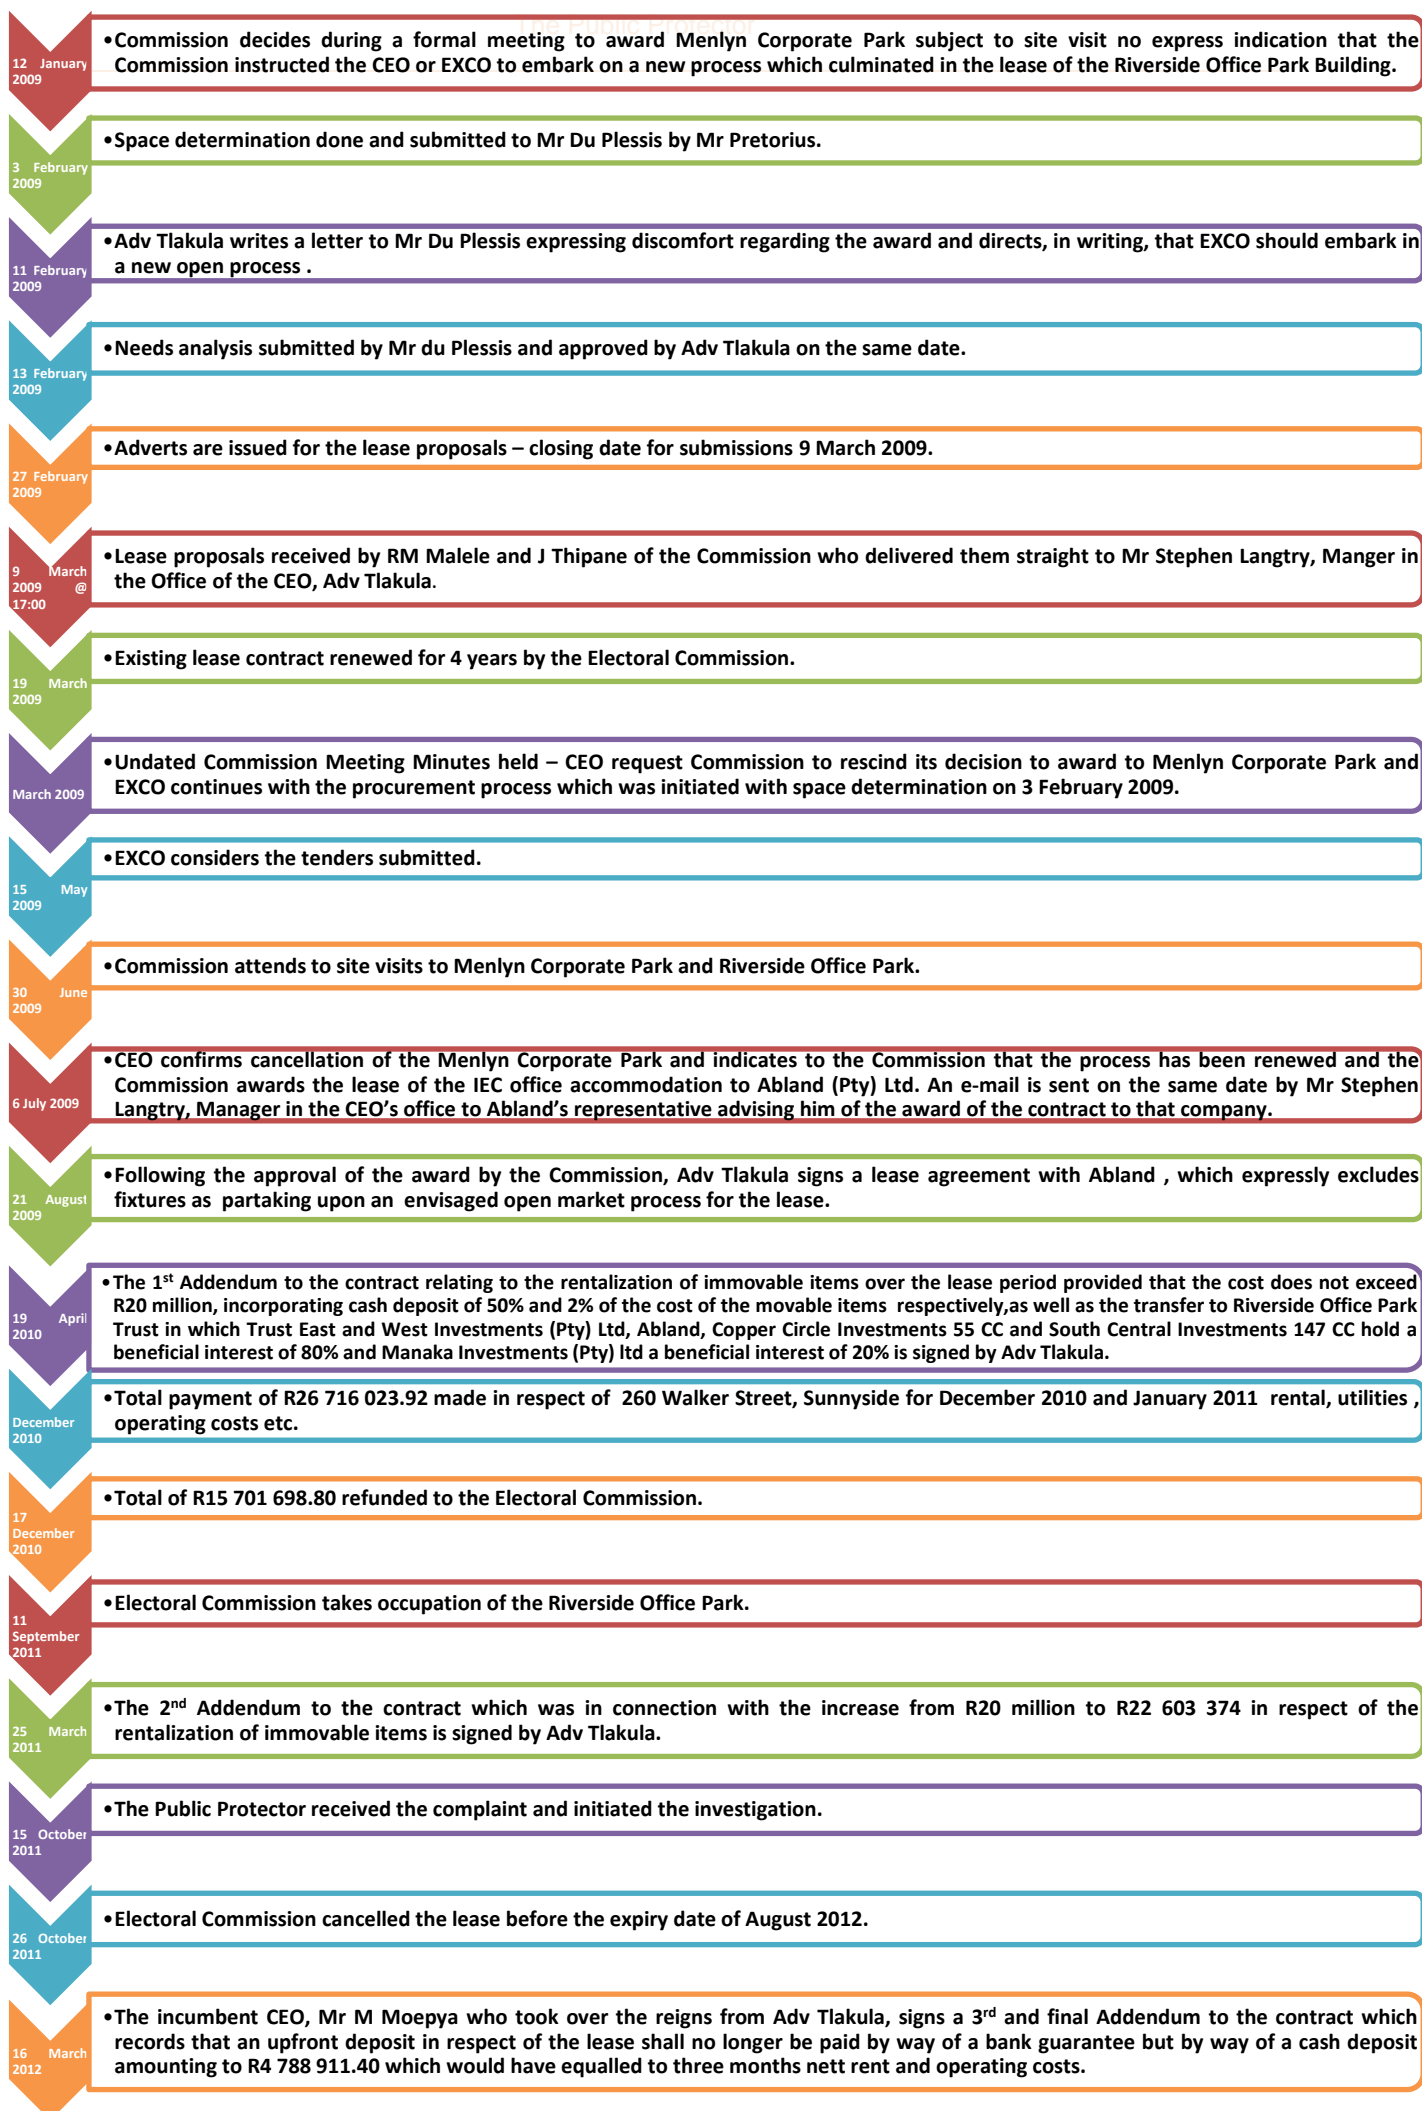 The Public Protector
12 January
2009
•Commission decides during a formal meeting to award Menlyn Corporate Park subject to site visit no express indication that the
Commission instructed the CEO or EXCO to embark on a new process which culminated in the lease of the Riverside Office Park Building.
3 February
2009
•Space determination done and submitted to Mr Du Plessis by Mr Pretorius.
11 February
2009
•Adv Tlakula writes a letter to Mr Du Plessis expressing discomfort regarding the award and directs, in writing, that EXCO should embark in
a new open process .
13 February
2009
•Needs analysis submitted by Mr du Plessis and approved by Adv Tlakula on the same date.
27 February
2009
•Adverts are issued for the lease proposals – closing date for submissions 9 March 2009.
9 March
2009 @
17:00
•Lease proposals received by RM Malele and J Thipane of the Commission who delivered them straight to Mr Stephen Langtry, Manger in
the Office of the CEO, Adv Tlakula.
19 March
2009
•Existing lease contract renewed for 4 years by the Electoral Commission.
March 2009
•Undated Commission Meeting Minutes held – CEO request Commission to rescind its decision to award to Menlyn Corporate Park and
EXCO continues with the procurement process which was initiated with space determination on 3 February 2009.
15 May
2009
•EXCO considers the tenders submitted.
30 June
2009
•Commission attends to site visits to Menlyn Corporate Park and Riverside Office Park.
6 July 2009
•CEO confirms cancellation of the Menlyn Corporate Park and indicates to the Commission that the process has been renewed and the
Commission awards the lease of the IEC office accommodation to Abland (Pty) Ltd. An e-mail is sent on the same date by Mr Stephen
Langtry, Manager in the CEO's office to Abland's representative advising him of the award of the contract to that company.
21 August
2009
•Following the approval of the award by the Commission, Adv Tlakula signs a lease agreement with Abland , which expressly excludes
fixtures as partaking upon an envisaged open market process for the lease.
19 April
2010
•The 1st Addendum to the contract relating to the rentalization of immovable items over the lease period provided that the cost does not exceed
R20 million, incorporating cash deposit of 50% and 2% of the cost of the movable items respectively,as well as the transfer to Riverside Office Park
Trust in which Trust East and West Investments (Pty) Ltd, Abland, Copper Circle Investments 55 CC and South Central Investments 147 CC hold a
beneficial interest of 80% and Manaka Investments (Pty) ltd a beneficial interest of 20% is signed by Adv Tlakula.
December
2010
•Total payment of R26 716 023.92 made in respect of 260 Walker Street, Sunnyside for December 2010 and January 2011 rental, utilities ,
operating costs etc.
17
December
2010
•Total of R15 701 698.80 refunded to the Electoral Commission.
11
September
2011
•Electoral Commission takes occupation of the Riverside Office Park.
25 March
2011
•The 2nd Addendum to the contract which was in connection with the increase from R20 million to R22 603 374 in respect of the
rentalization of immovable items is signed by Adv Tlakula.
15 October
2011
•The Public Protector received the complaint and initiated the investigation.
26 October
2011
•Electoral Commission cancelled the lease before the expiry date of August 2012.
16 March
2012
•The incumbent CEO, Mr M Moepya who took over the reigns from Adv Tlakula, signs a 3rd and final Addendum to the contract which
records that an upfront deposit in respect of the lease shall no longer be paid by way of a bank guarantee but by way of a cash deposit
amounting to R4 788 911.40 which would have equalled to three months nett rent and operating costs.